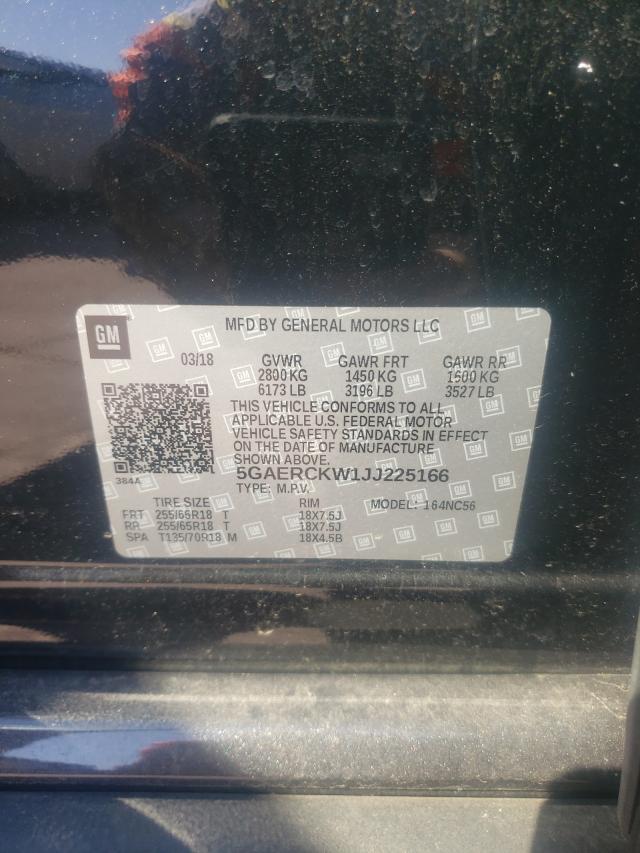 GM
MFD BY GENERAL MOTORS LLC
03/18 GVWR GAWR FRT GAWR RR
2800 KG 1450 KG 1600 KG
6173 LB 3196 LB 3527 LB
THIS VEHICLE CONFORMS TO ALL
APPLICABLE U.S. FEDERAL MOTOR
VEHICLE SAFETY STANDARDS IN EFFECT
ON THE DATE OF MANUFACTURE
SHOWN ABOVE.
384A
5GAERCKW1JJ225166
TYPE: M.P.V.
TIRE SIZE RIM MODEL: 164NC56
FRT 255/65R18 T 18X7.5J
RR 255/65R18 T 18X7.5J
SPA T135/70R18 M 18X4.5B